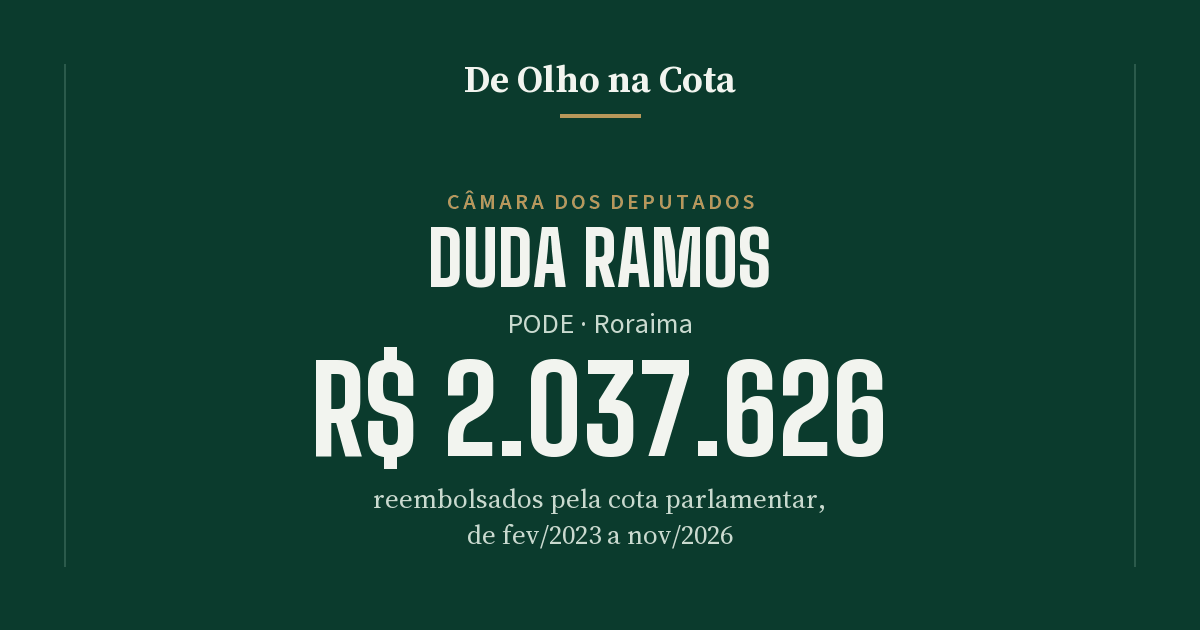 De Olho na Cota
CÂMARA DOS DEPUTADOS
DUDA RAMOS
PODE · Roraima
R$ 2.037.626
reembolsados pela cota parlamentar,
de fev/2023 a nov/2026